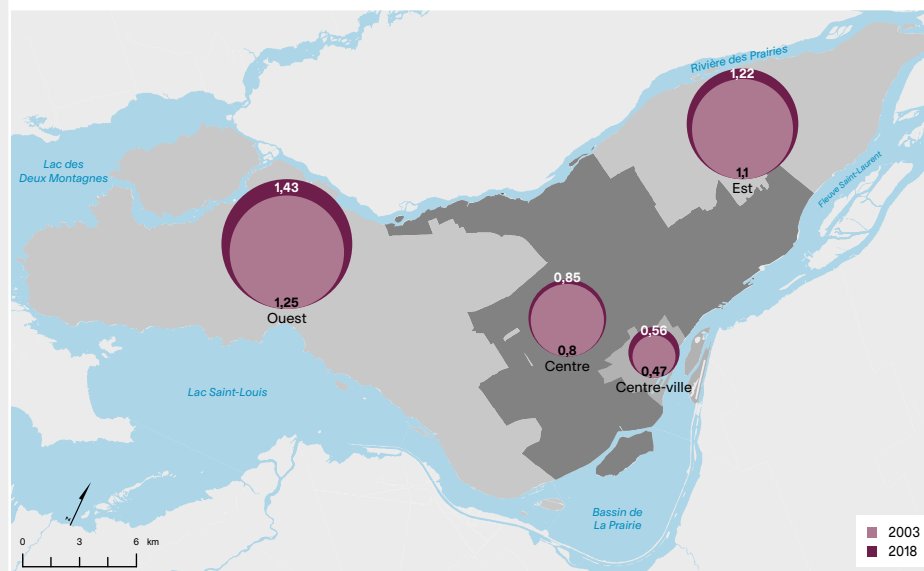 Rivière des Prairies
1,22
1,1
Est
Fleuve Saint-Laurent
Lac des
Deux Montagnes
1,43
1,25
Ouest
0,85
0,8
Centre
0,56
0,47
Centre-ville
Lac Saint-Louis
Bassin de
La Prairie
z
0 3 6 km
2003
2018